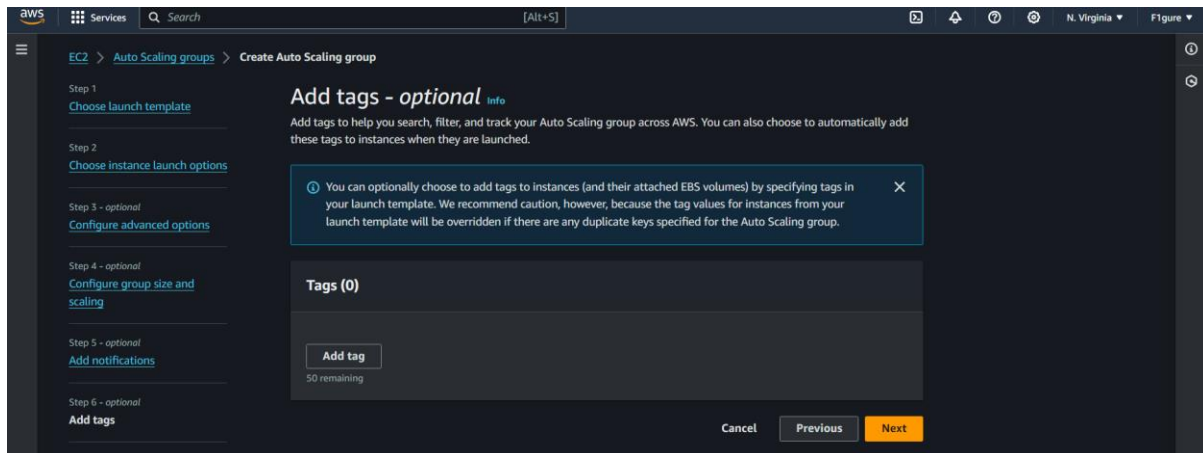 aws
Services
Search
[Alt+S]
N. Virginia ▼
F1gure ▼
EC2 > Auto Scaling groups > Create Auto Scaling group
Step 1
Choose launch template
Step 2
Choose instance launch options
Step 3 - optional
Configure advanced options
Step 4 - optional
Configure group size and
scaling
Step 5 - optional
Add notifications
Step 6 - optional
Add tags
Add tags - optional Info
Add tags to help you search, filter, and track your Auto Scaling group across AWS. You can also choose to automatically add
these tags to instances when they are launched.
You can optionally choose to add tags to instances (and their attached EBS volumes) by specifying tags in
your launch template. We recommend caution, however, because the tag values for instances from your
launch template will be overridden if there are any duplicate keys specified for the Auto Scaling group.
Tags (0)
Add tag
50 remaining
Cancel
Previous
Next